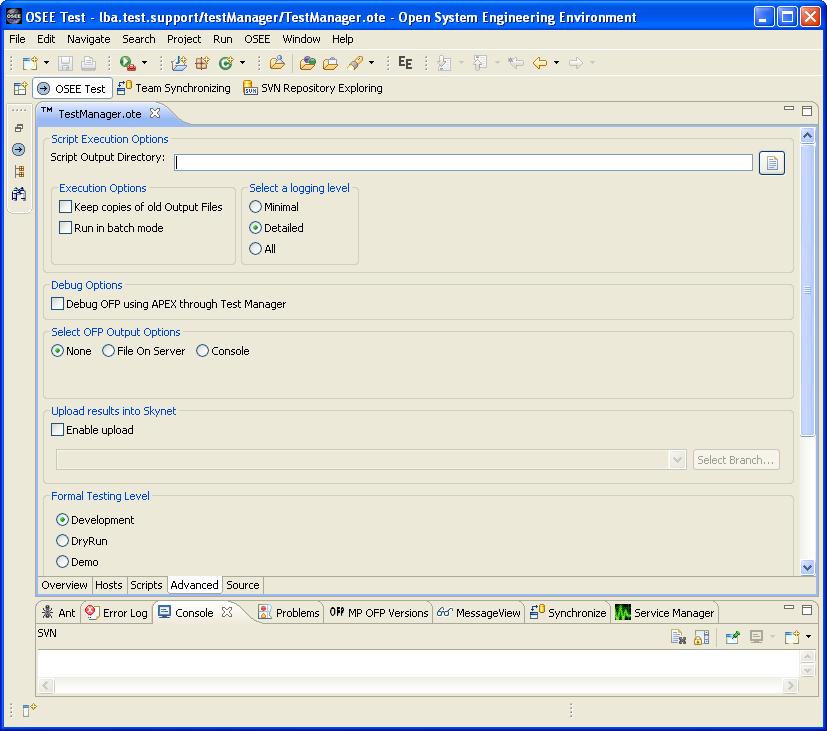 OSEE Test - lba.test.support/testManager/TestManager.ote - Open System Engineering Environment
File Edit Navigate Search Project Run OSEE Window Help
EE
OSEE Test Team Synchronizing SVN Repository Exploring
TM TestManager.ote
Script Execution Options
Script Output Directory:
Execution Options Select a logging level
Keep copies of old Output Files Minimal
Run in batch mode Detailed
All
Debug Options
Debug OFP using APEX through Test Manager
Select OFP Output Options
None File On Server Console
Upload results into Skynet
Enable upload
Select Branch...
Formal Testing Level
Development
DryRun
Demo
Overview Hosts Scripts Advanced Source
Ant Error Log Console Problems OFP MP OFP Versions MessageView Synchronize Service Manager
SVN